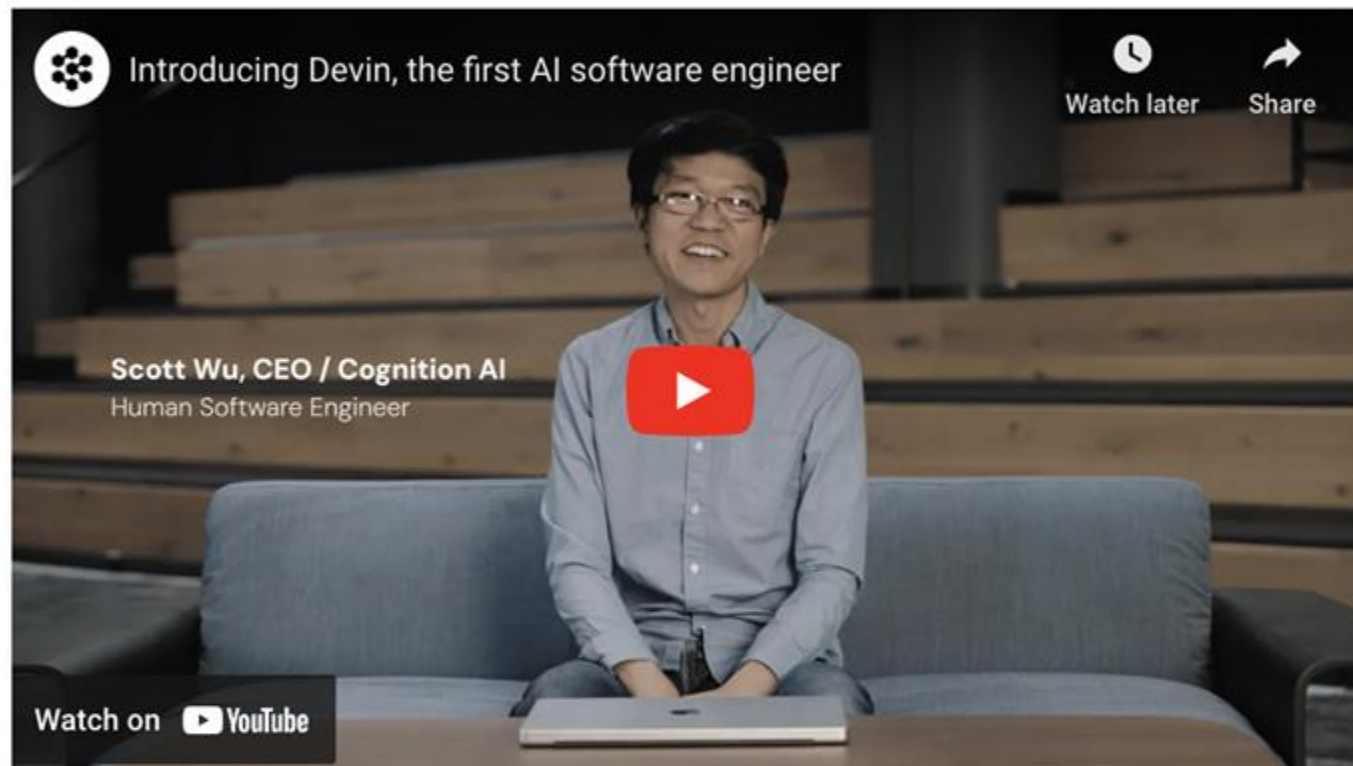 Introducing Devin, the first AI software engineer
Watch later
Share
Scott Wu, CEO / Cognition AI
Human Software Engineer
Watch on YouTube